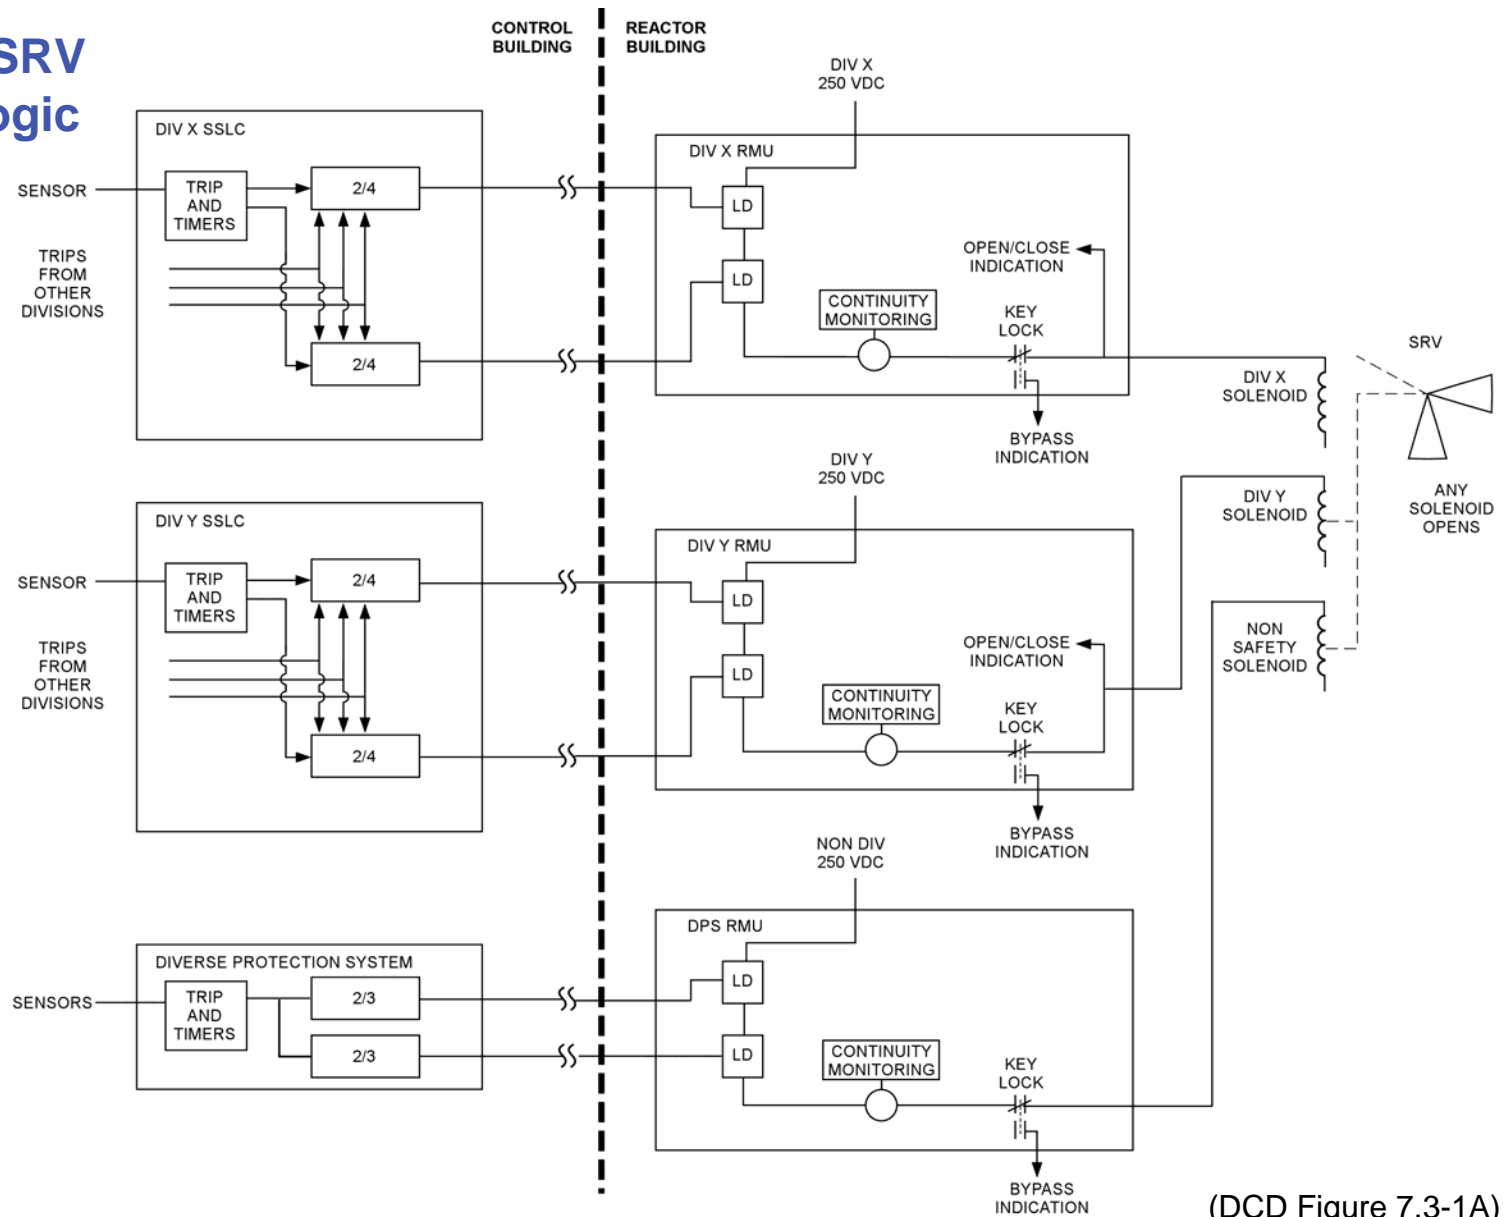 SRV
ogic
CONTROL
BUILDING
REACTOR
BUILDING
DIV X
250 VDC
DIV X SSLC
SENSOR
TRIP
AND
TIMERS
2/4
TRIPS
FROM
OTHER
DIVISIONS
2/4
DIV X RMU
LD
LD
OPEN/CLOSE
INDICATION
CONTINUITY
MONITORING
KEY
LOCK
BYPASS
INDICATION
DIV X
SOLENOID
SRV
ANY
SOLENOID
OPENS
DIV Y
250 VDC
DIV Y SSLC
SENSOR
TRIP
AND
TIMERS
2/4
TRIPS
FROM
OTHER
DIVISIONS
2/4
DIV Y RMU
LD
LD
OPEN/CLOSE
INDICATION
CONTINUITY
MONITORING
KEY
LOCK
BYPASS
INDICATION
DIV Y
SOLENOID
NON
SAFETY
SOLENOID
NON DIV
250 VDC
DIVERSE PROTECTION SYSTEM
SENSORS
TRIP
AND
TIMERS
2/3
2/3
DPS RMU
LD
LD
CONTINUITY
MONITORING
KEY
LOCK
BYPASS
INDICATION
(DCD Figure 7.3-1A)